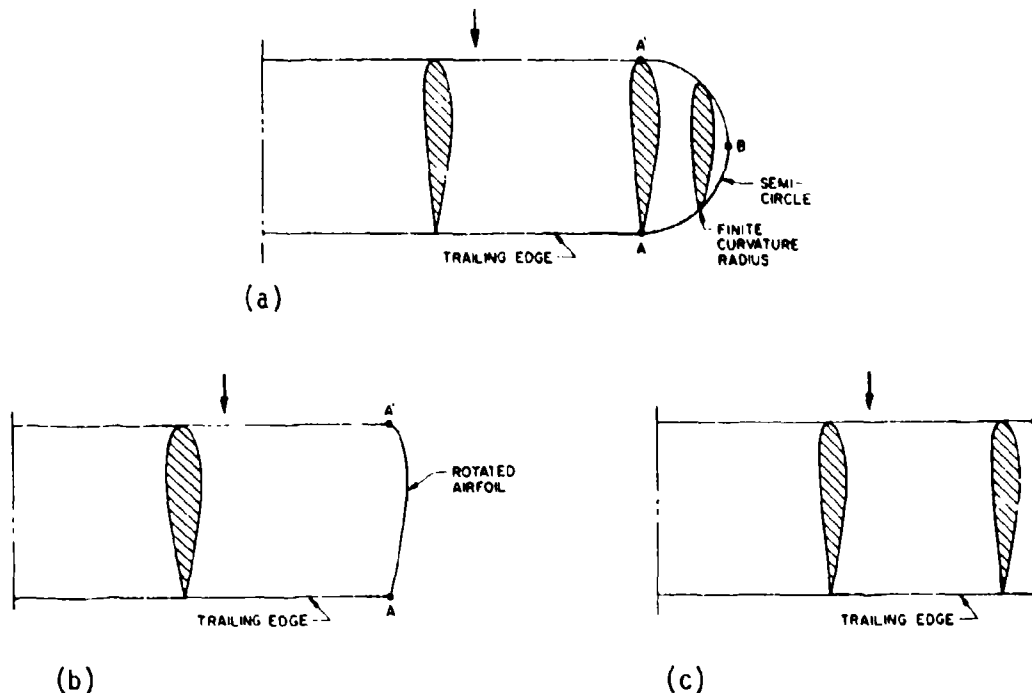 A'
B
SEMI-
CIRCLE
FINITE
CURVATURE
RADIUS
TRAILING EDGE
A
(a)
A'
ROTATED
AIRFOIL
TRAILING EDGE
A
(b)
TRAILING EDGE
(c)